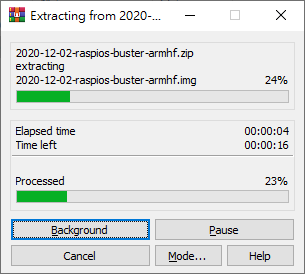 Extracting from 2020-...
2020-12-02-raspios-buster-armhf.zip
extracting
2020-12-02-raspios-buster-armhf.img 24%
Elapsed time 00:00:04
Time left 00:00:16
Processed 23%
Background Pause
Cancel Mode... Help